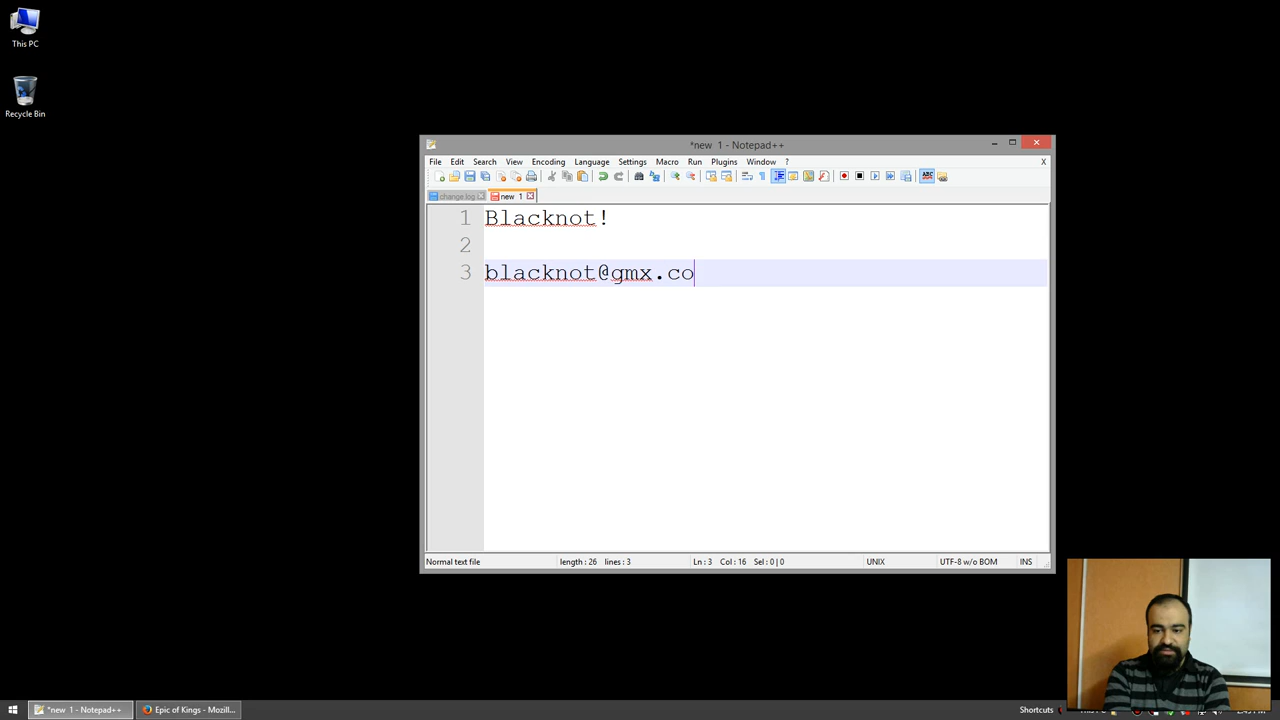 This PC
Recycle Bin
*new 1 - Notepad++
File Edit Search View Encoding Language Settings Macro Run Plugins Window ? X
change.log new 1
1 Blacknot!
2
3 blacknot@gmx.co
Normal text file length : 26 lines : 3 Ln : 3 Col : 16 Sel : 0 | 0 UNIX UTF-8 w/o BOM INS
*new 1 - Notepad++ Epic of Kings - Mozill... Shortcuts